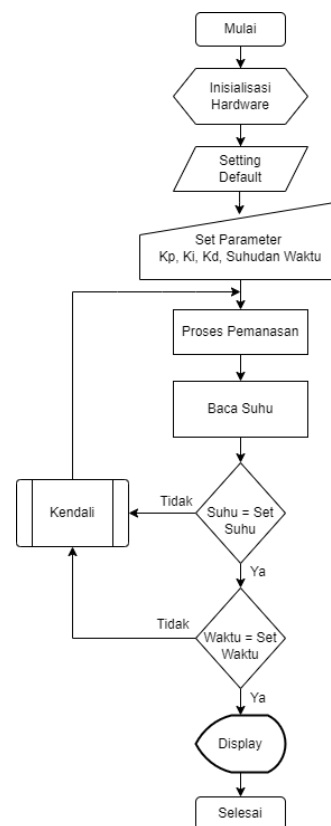 Mulai
Inisialisasi
Hardware
Setting
Default
Set Parameter
Kp, Ki, Kd, Suhudan Waktu
Proses Pemanasan
Baca Suhu
Kendali
Tidak
Suhu = Set
Suhu
Ya
Tidak
Waktu = Set
Waktu
Ya
Display
Selesai